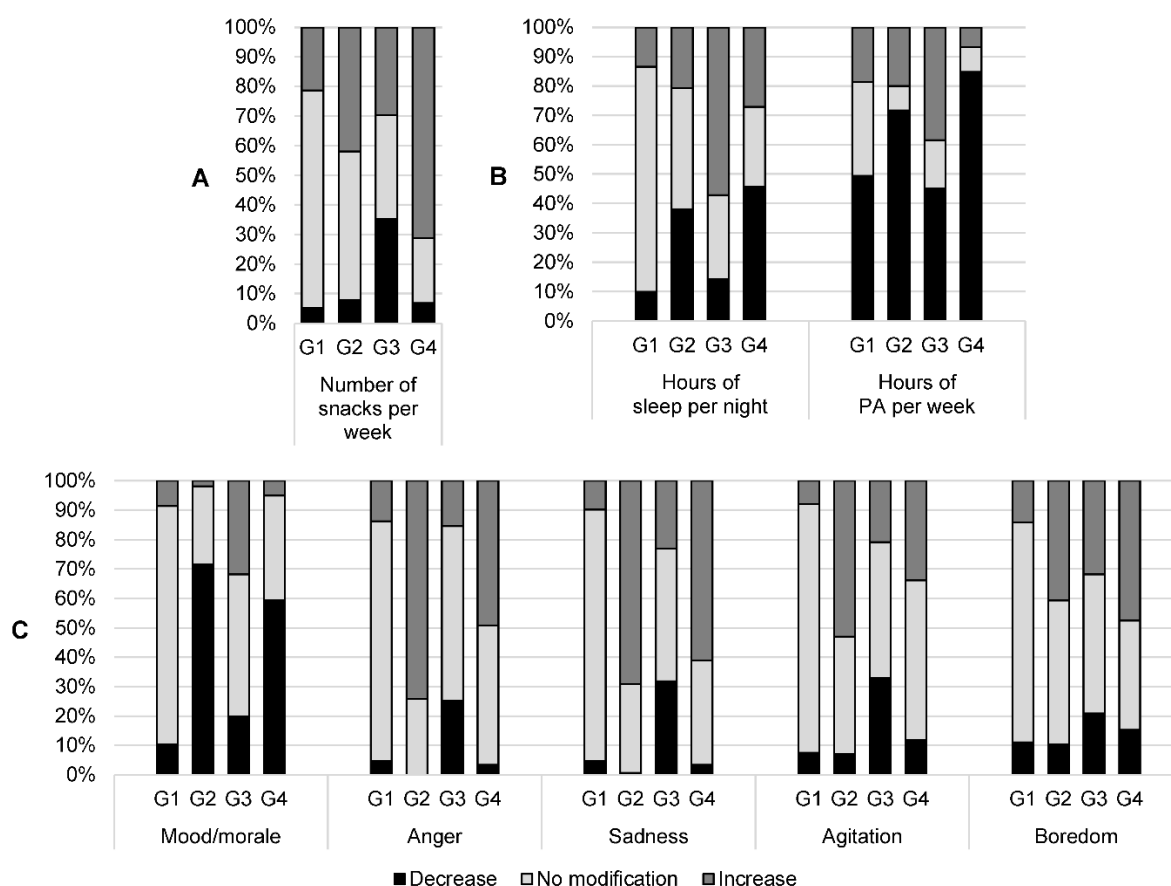 100%
90%
80%
70%
60%
50%
40%
30%
20%
10%
0%
A
G1 G2 G3 G4
Number of
snacks per
week
100%
90%
80%
70%
60%
50%
40%
30%
20%
10%
0%
B
G1 G2 G3 G4 G1 G2 G3 G4
Hours of
sleep per night
Hours of
PA per week
100%
90%
80%
70%
60%
50%
40%
30%
20%
10%
0%
C
G1 G2 G3 G4 G1 G2 G3 G4 G1 G2 G3 G4 G1 G2 G3 G4 G1 G2 G3 G4
Mood/morale Anger Sadness Agitation Boredom
Decrease No modification Increase